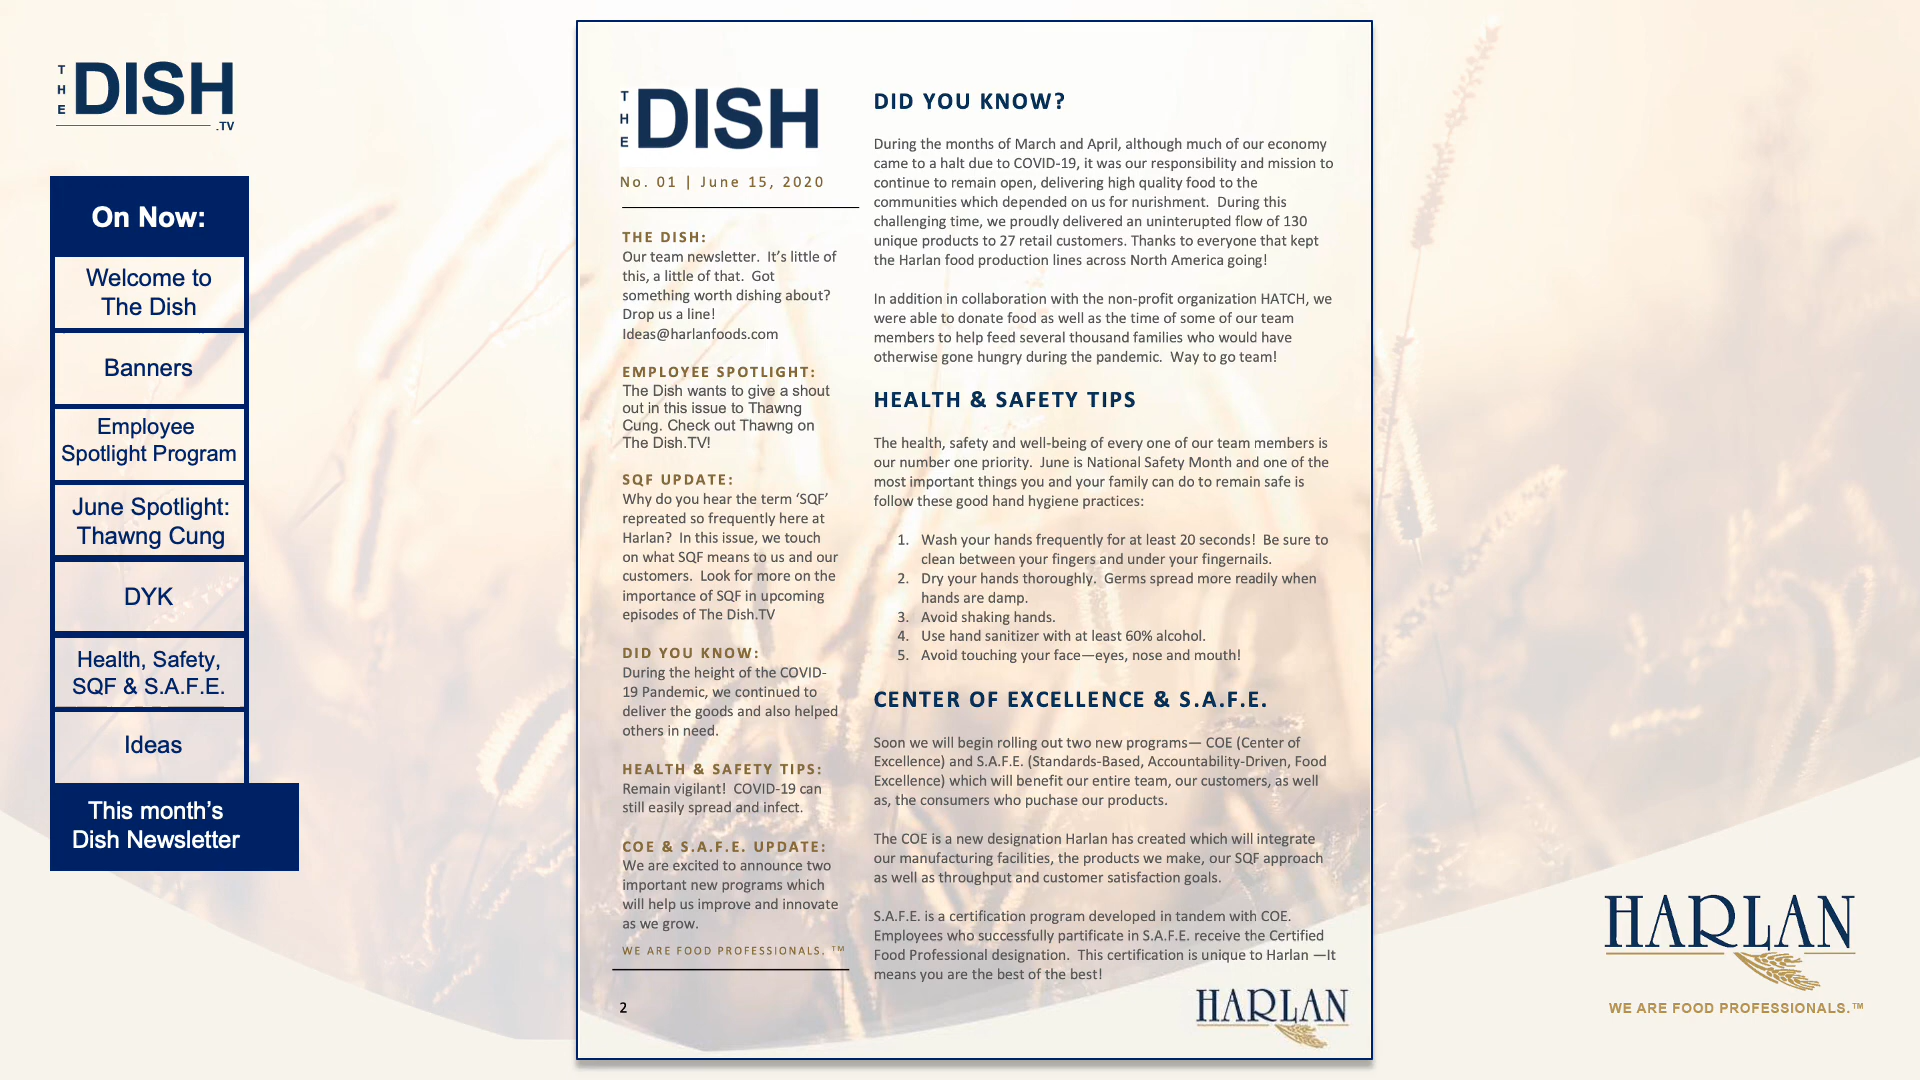 THE DISH
.TV
On Now:
Welcome to
The Dish
Banners
Employee
Spotlight Program
June Spotlight:
Thawng Cung
DYK
Health, Safety,
SQF & S.A.F.E.
Ideas
This month's
Dish Newsletter
THE DISH
No. 01 | June 15, 2020
THE DISH:
Our team newsletter.  It's little of
this, a little of that.  Got
something worth dishing about?
Drop us a line!
Ideas@harlanfoods.com
EMPLOYEE SPOTLIGHT:
The Dish wants to give a shout
out in this issue to Thawng
Cung. Check out Thawng on
The Dish.TV!
SQF UPDATE:
Why do you hear the term 'SQF'
repreated so frequently here at
Harlan?  In this issue, we touch
on what SQF means to us and our
customers.  Look for more on the
importance of SQF in upcoming
episodes of The Dish.TV
DID YOU KNOW:
During the height of the COVID-
19 Pandemic, we continued to
deliver the goods and also helped
others in need.
HEALTH & SAFETY TIPS:
Remain vigilant!  COVID-19 can
still easily spread and infect.
COE & S.A.F.E. UPDATE:
We are excited to announce two
important new programs which
will help us improve and innovate
as we grow.
WE ARE FOOD PROFESSIONALS. ™
2
DID YOU KNOW?
During the months of March and April, although much of our economy
came to a halt due to COVID-19, it was our responsibility and mission to
continue to remain open, delivering high quality food to the
communities which depended on us for nurishment.  During this
challenging time, we proudly delivered an uninterupted flow of 130
unique products to 27 retail customers. Thanks to everyone that kept
the Harlan food production lines across North America going!
In addition in collaboration with the non-profit organization HATCH, we
were able to donate food as well as the time of some of our team
members to help feed several thousand families who would have
otherwise gone hungry during the pandemic.  Way to go team!
HEALTH & SAFETY TIPS
The health, safety and well-being of every one of our team members is
our number one priority.  June is National Safety Month and one of the
most important things you and your family can do to remain safe is
follow these good hand hygiene practices:
1. Wash your hands frequently for at least 20 seconds!  Be sure to
clean between your fingers and under your fingernails.
2. Dry your hands thoroughly.  Germs spread more readily when
hands are damp.
3. Avoid shaking hands.
4. Use hand sanitizer with at least 60% alcohol.
5. Avoid touching your face—eyes, nose and mouth!
CENTER OF EXCELLENCE & S.A.F.E.
Soon we will begin rolling out two new programs— COE (Center of
Excellence) and S.A.F.E. (Standards-Based, Accountability-Driven, Food
Excellence) which will benefit our entire team, our customers, as well
as, the consumers who puchase our products.
The COE is a new designation Harlan has created which will integrate
our manufacturing facilities, the products we make, our SQF approach
as well as throughput and customer satisfaction goals.
S.A.F.E. is a certification program developed in tandem with COE.
Employees who successfully partificate in S.A.F.E. receive the Certified
Food Professional designation.  This certification is unique to Harlan —It
means you are the best of the best!
HARLAN
HARLAN
WE ARE FOOD PROFESSIONALS.™